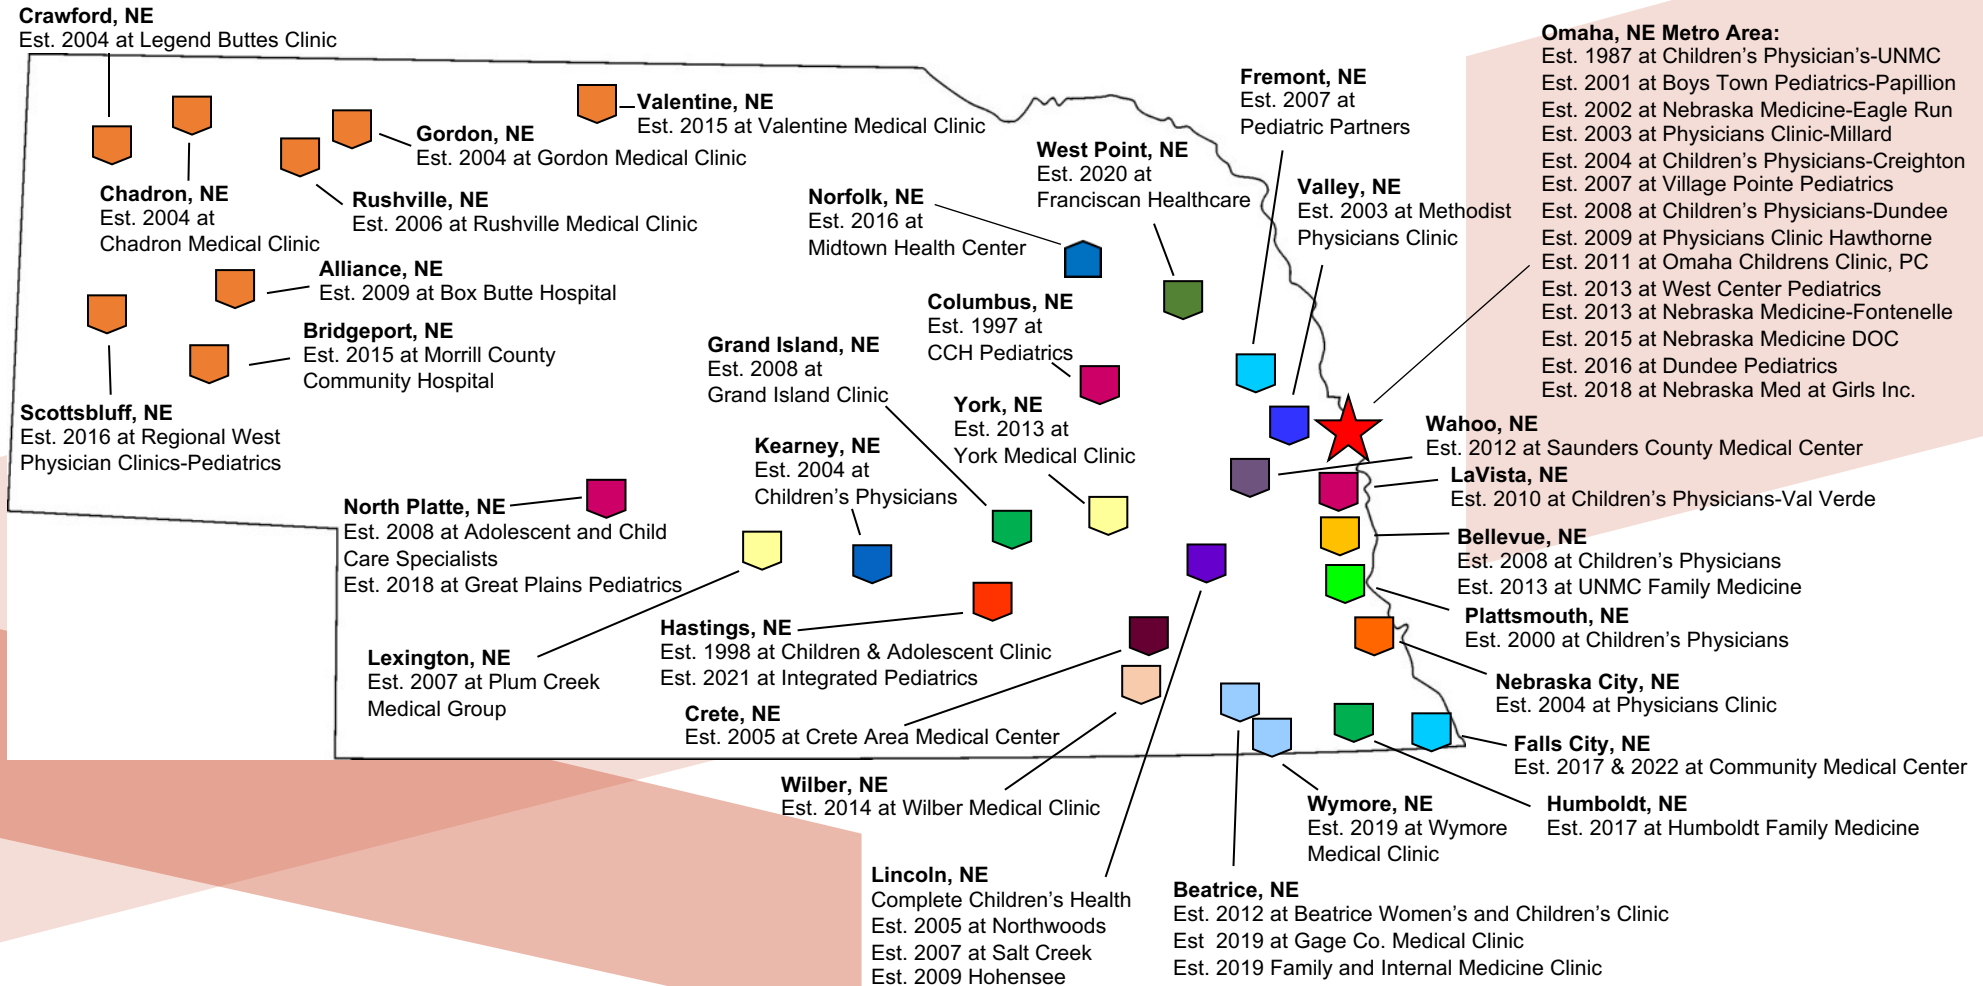 Crawford, NE
Est. 2004 at Legend Buttes Clinic
Valentine, NE
Est. 2015 at Valentine Medical Clinic
Gordon, NE
Est. 2004 at Gordon Medical Clinic
Chadron, NE
Est. 2004 at
Chadron Medical Clinic
Rushville, NE
Est. 2006 at Rushville Medical Clinic
Alliance, NE
Est. 2009 at Box Butte Hospital
Bridgeport, NE
Est. 2015 at Morrill County
Community Hospital
Scottsbluff, NE
Est. 2016 at Regional West
Physician Clinics-Pediatrics
Norfolk, NE
Est. 2016 at
Midtown Health Center
West Point, NE
Est. 2020 at
Franciscan Healthcare
Fremont, NE
Est. 2007 at
Pediatric Partners
Valley, NE
Est. 2003 at Methodist
Physicians Clinic
Omaha, NE Metro Area:
Est. 1987 at Children’s Physician’s-UNMC
Est. 2001 at Boys Town Pediatrics-Papillion
Est. 2002 at Nebraska Medicine-Eagle Run
Est. 2003 at Physicians Clinic-Millard
Est. 2004 at Children’s Physicians-Creighton
Est. 2007 at Village Pointe Pediatrics
Est. 2008 at Children’s Physicians-Dundee
Est. 2009 at Physicians Clinic Hawthorne
Est. 2011 at Omaha Childrens Clinic, PC
Est. 2013 at West Center Pediatrics
Est. 2013 at Nebraska Medicine-Fontenelle
Est. 2015 at Nebraska Medicine DOC
Est. 2016 at Dundee Pediatrics
Est. 2018 at Nebraska Med at Girls Inc.
Columbus, NE
Est. 1997 at
CCH Pediatrics
Grand Island, NE
Est. 2008 at
Grand Island Clinic
York, NE
Est. 2013 at
York Medical Clinic
Kearney, NE
Est. 2004 at
Children’s Physicians
Wahoo, NE
Est. 2012 at Saunders County Medical Center
LaVista, NE
Est. 2010 at Children’s Physicians-Val Verde
Bellevue, NE
Est. 2008 at Children’s Physicians
Est. 2013 at UNMC Family Medicine
Plattsmouth, NE
Est. 2000 at Children’s Physicians
Nebraska City, NE
Est. 2004 at Physicians Clinic
Falls City, NE
Est. 2017 & 2022 at Community Medical Center
Humboldt, NE
Est. 2017 at Humboldt Family Medicine
North Platte, NE
Est. 2008 at Adolescent and Child
Care Specialists
Est. 2018 at Great Plains Pediatrics
Lexington, NE
Est. 2007 at Plum Creek
Medical Group
Hastings, NE
Est. 1998 at Children & Adolescent Clinic
Est. 2021 at Integrated Pediatrics
Crete, NE
Est. 2005 at Crete Area Medical Center
Wilber, NE
Est. 2014 at Wilber Medical Clinic
Wymore, NE
Est. 2019 at Wymore
Medical Clinic
Lincoln, NE
Complete Children’s Health
Est. 2005 at Northwoods
Est. 2007 at Salt Creek
Est. 2009 Hohensee
Beatrice, NE
Est. 2012 at Beatrice Women’s and Children’s Clinic
Est 2019 at Gage Co. Medical Clinic
Est. 2019 Family and Internal Medicine Clinic